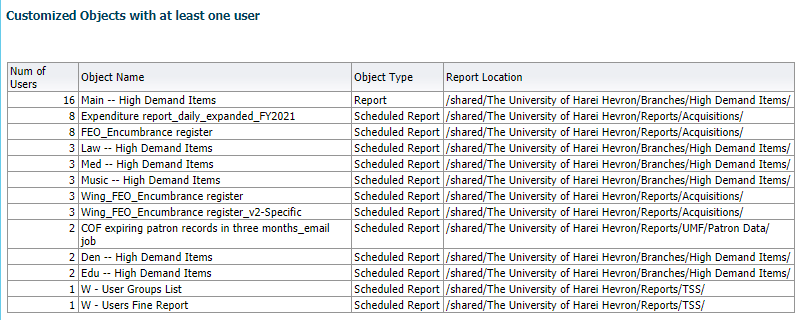 Customized Objects with at least one user
Num of Users Object Name Object Type Report Location
16 Main -- High Demand Items Report /shared/The University of Harei Hevron/Branches/High Demand Items/
8 Expenditure report_daily_expanded_FY2021 Scheduled Report /shared/The University of Harei Hevron/Reports/Acquisitions/
8 FEO_Encumbrance register Scheduled Report /shared/The University of Harei Hevron/Reports/Acquisitions/
3 Law -- High Demand Items Scheduled Report /shared/The University of Harei Hevron/Branches/High Demand Items/
3 Med -- High Demand Items Scheduled Report /shared/The University of Harei Hevron/Branches/High Demand Items/
3 Music -- High Demand Items Scheduled Report /shared/The University of Harei Hevron/Branches/High Demand Items/
3 Wing_FEO_Encumbrance register Scheduled Report /shared/The University of Harei Hevron/Reports/Acquisitions/
3 Wing_FEO_Encumbrance register_v2-Specific Scheduled Report /shared/The University of Harei Hevron/Reports/Acquisitions/
2 COF expiring patron records in three months_email job Scheduled Report /shared/The University of Harei Hevron/Reports/UMF/Patron Data/
2 Den -- High Demand Items Scheduled Report /shared/The University of Harei Hevron/Branches/High Demand Items/
2 Edu -- High Demand Items Scheduled Report /shared/The University of Harei Hevron/Branches/High Demand Items/
1 W - User Groups List Scheduled Report /shared/The University of Harei Hevron/Reports/TSS/
1 W - Users Fine Report Scheduled Report /shared/The University of Harei Hevron/Reports/TSS/